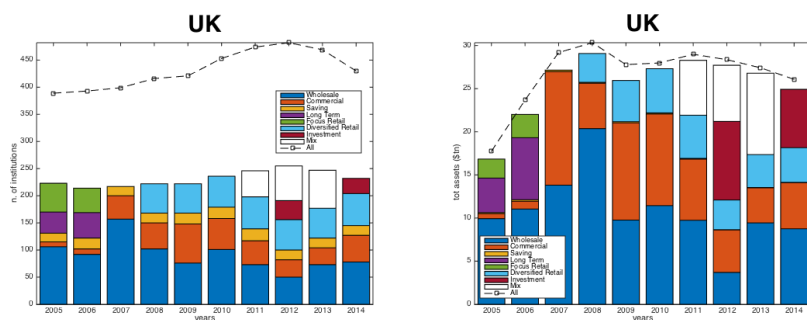 UK
n. of institutions
450
400
350
300
250
200
150
100
50
0
Wholesale
Commercial
Saving
Long Term
Focus Retail
Diversified Retail
Investment
Mix
All
2005 2006 2007 2008 2009 2010 2011 2012 2013 2014
years
UK
tot assets ($tn)
30
25
20
15
10
5
0
Wholesale
Commercial
Saving
Long Term
Focus Retail
Diversified Retail
Investment
Mix
All
2005 2006 2007 2008 2009 2010 2011 2012 2013 2014
years